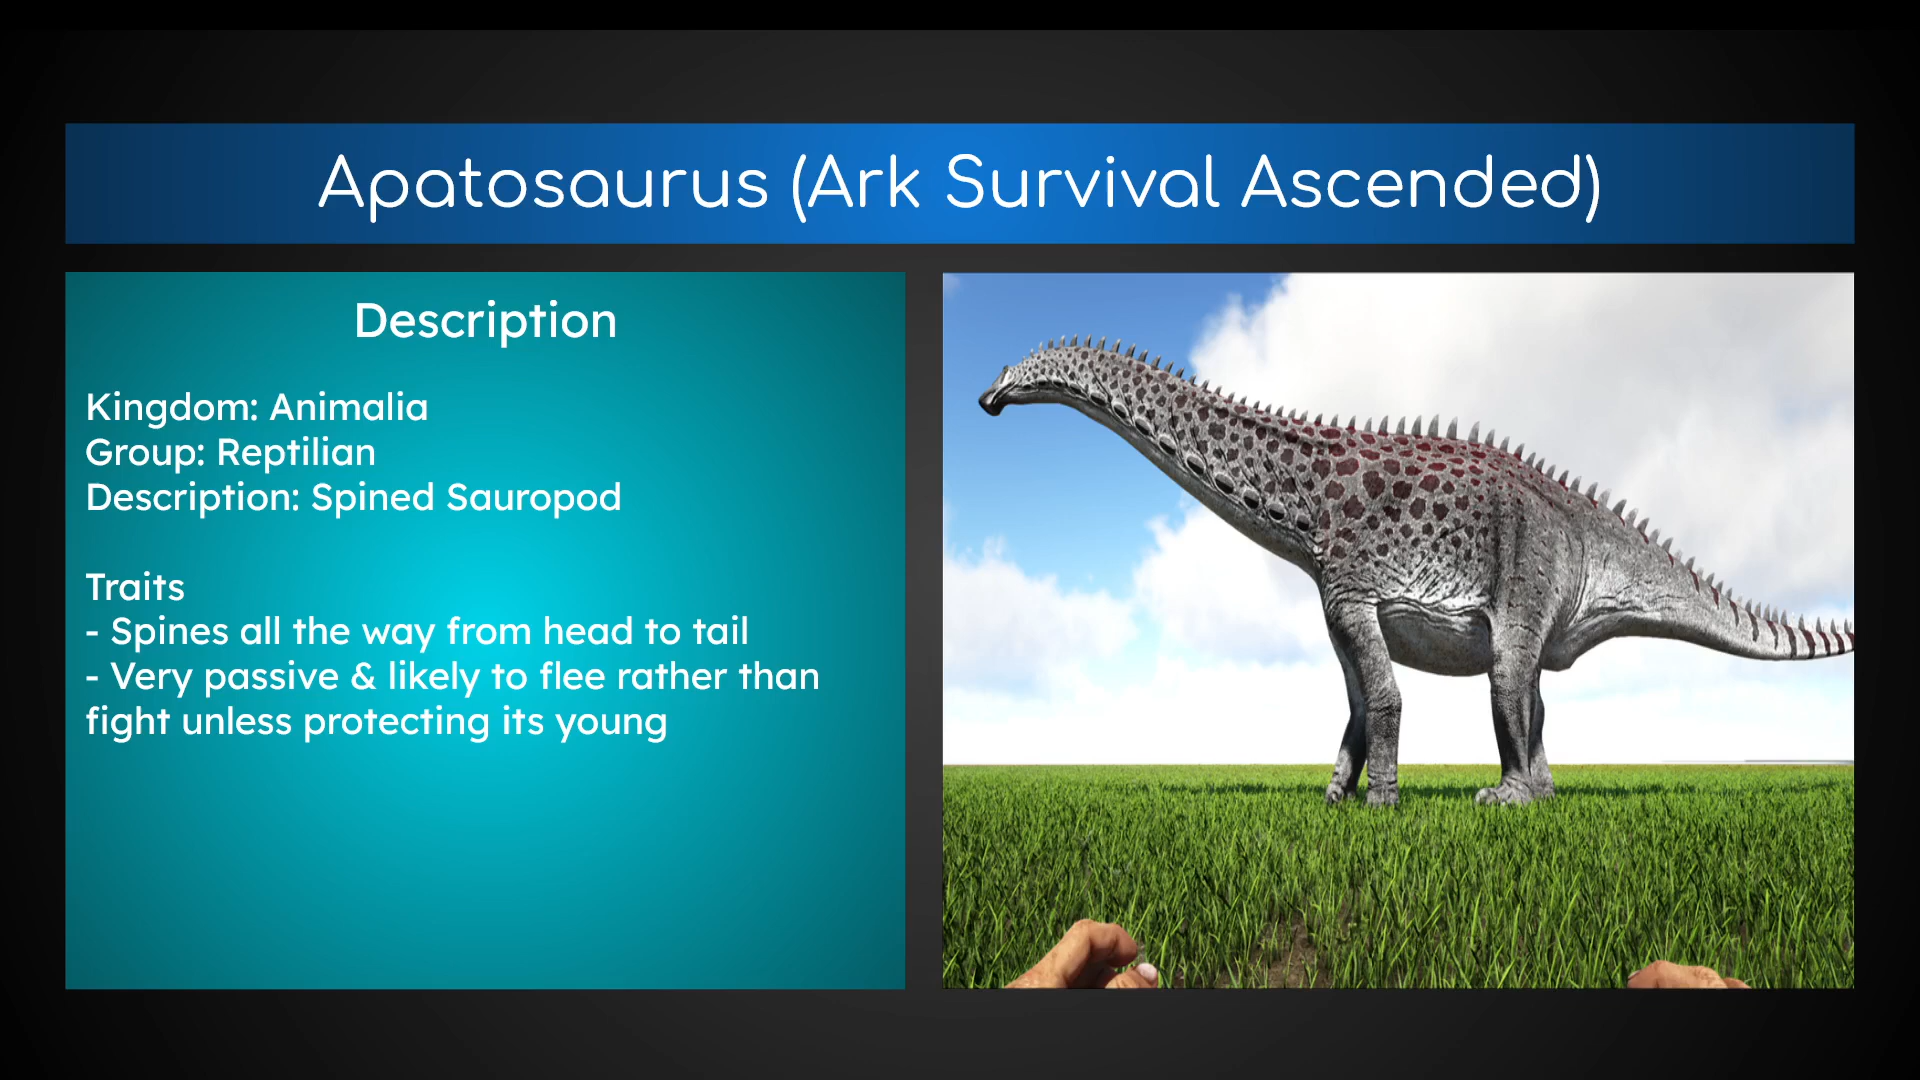 Apatosaurus (Ark Survival Ascended)
Description
Kingdom: Animalia
Group: Reptilian
Description: Spined Sauropod
Traits
- Spines all the way from head to tail
- Very passive & likely to flee rather than
fight unless protecting its young